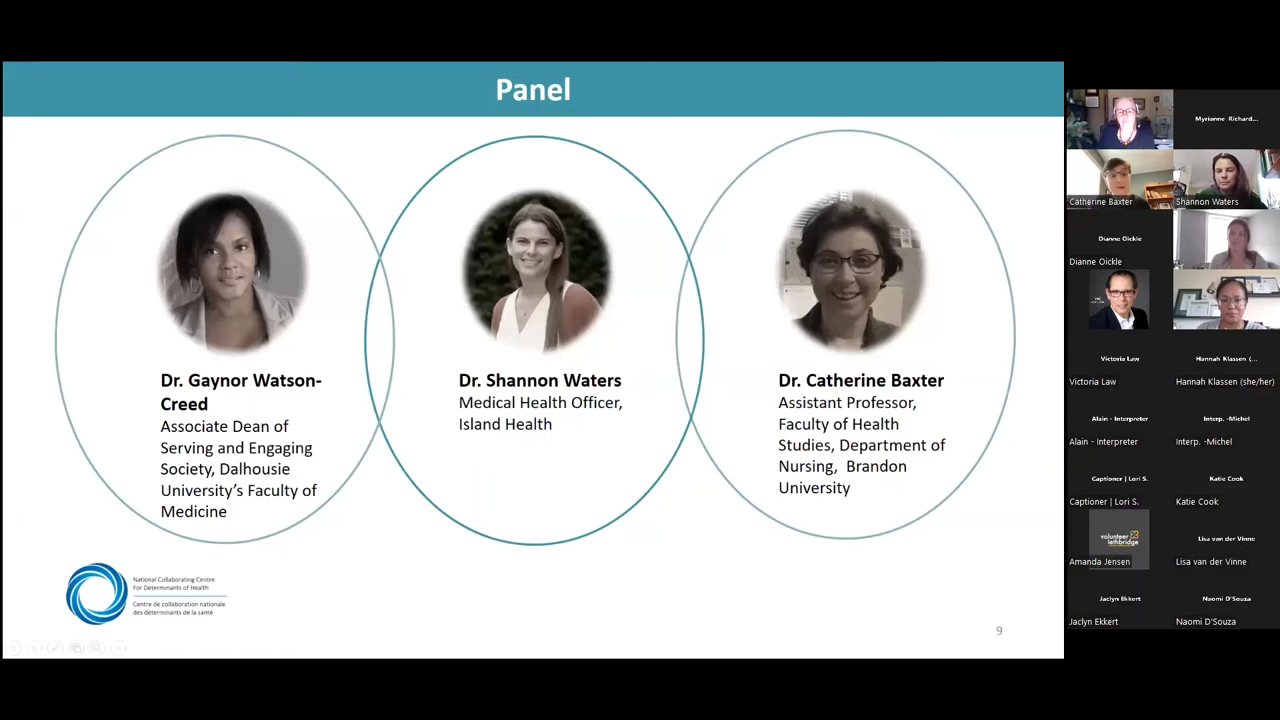 Panel
Dr. Gaynor Watson-
Creed
Associate Dean of
Serving and Engaging
Society, Dalhousie
University's Faculty of
Medicine
Dr. Shannon Waters
Medical Health Officer,
Island Health
Dr. Catherine Baxter
Assistant Professor,
Faculty of Health
Studies, Department of
Nursing, Brandon
University
National Collaborating Centre
For Determinants of Health
Centre de collaboration nationale
des déterminants de la santé
9
Myrianne Richard...
Catherine Baxter
Shannon Waters
Dianne Oickle
Dianne Oickle
Victoria Law
Hannah Klassen (...
Victoria Law
Hannah Klassen (she/her)
Alain - Interpreter
Interp. -Michel
Alain - Interpreter
Interp. -Michel
Captioner | Lori S.
Katie Cook
Captioner | Lori S.
Katie Cook
volunteer
lethbridge
Lisa van der Vinne
Amanda Jensen
Lisa van der Vinne
Jaclyn Ekkert
Naomi D'Souza
Jaclyn Ekkert
Naomi D'Souza